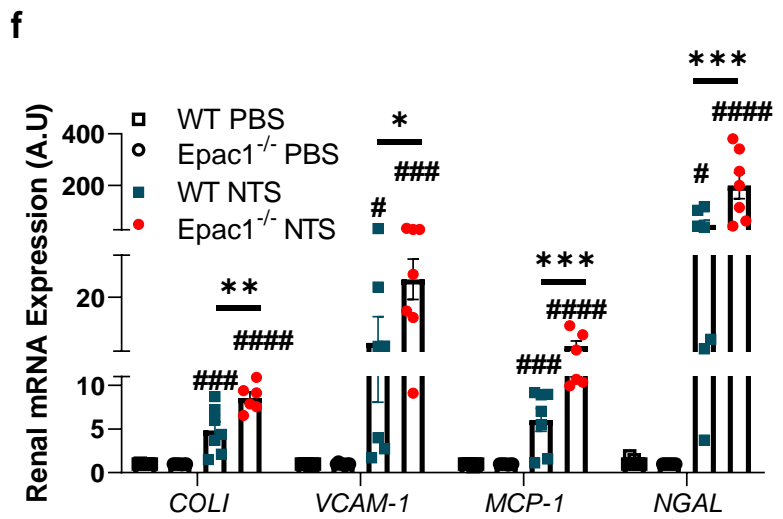 f
Renal mRNA Expression (A.U)
400
200
20
10
5
0
WT PBS
Epac1-/- PBS
WT NTS
Epac1-/- NTS
###
**
####
#
*
###
###
***
####
#
***
####
COLI
VCAM-1
MCP-1
NGAL